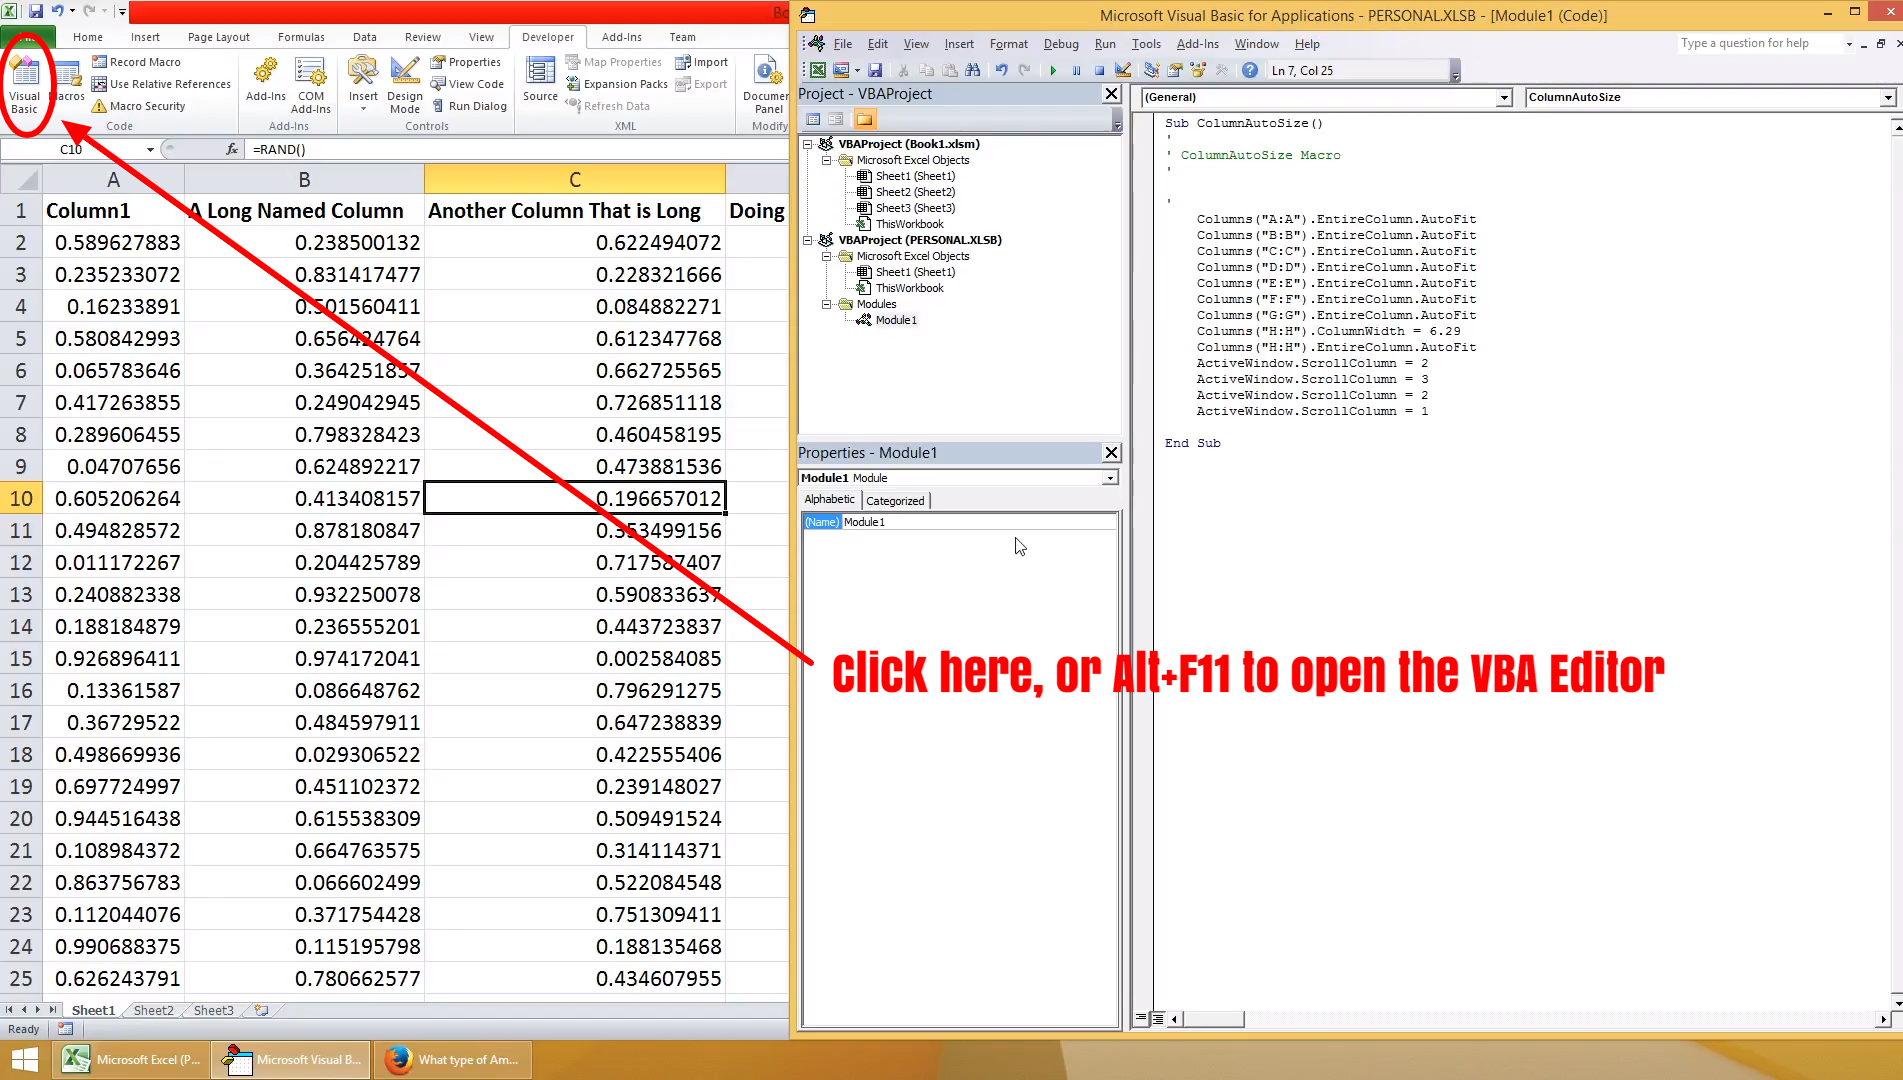 Bo
File
Home
Insert
Page Layout
Formulas
Data
Review
View
Developer
Add-Ins
Team
Visual Basic
Macros
Record Macro
Use Relative References
Macro Security
Code
Add-Ins
COM Add-Ins
Add-Ins
Insert
Design Mode
Properties
View Code
Run Dialog
Controls
Source
Map Properties
Expansion Packs
Refresh Data
Import
Export
XML
Documen
Panel
Modify
C10
fx
=RAND()
A B C
1 Column1 A Long Named Column Another Column That is Long Doing
2 0.589627883 0.238500132 0.622494072
3 0.235233072 0.831417477 0.228321666
4 0.16233891 0.501560411 0.084882271
5 0.580842993 0.656424764 0.612347768
6 0.065783646 0.364251857 0.662725565
7 0.417263855 0.249042945 0.726851118
8 0.289606455 0.798328423 0.460458195
9 0.04707656 0.624892217 0.473881536
10 0.605206264 0.413408157 0.196657012
11 0.494828572 0.878180847 0.353499156
12 0.011172267 0.204425789 0.717587407
13 0.240882338 0.932250078 0.590833637
14 0.188184879 0.236555201 0.443723837
15 0.926896411 0.974172041 0.002584085
16 0.13361587 0.086648762 0.796291275
17 0.36729522 0.484597911 0.647238839
18 0.498669936 0.029306522 0.422555406
19 0.697724997 0.451102372 0.239148027
20 0.944516438 0.615538309 0.509491524
21 0.108984372 0.664763575 0.314114371
22 0.863756783 0.066602499 0.522084548
23 0.112044076 0.371754428 0.751309411
24 0.990688375 0.115195798 0.188135468
25 0.626243791 0.780662577 0.434607955
Sheet1 Sheet2 Sheet3
Ready
Microsoft Visual Basic for Applications - PERSONAL.XLSB - [Module1 (Code)]
File Edit View Insert Format Debug Run Tools Add-Ins Window Help
Type a question for help
Ln 7, Col 25
Project - VBAProject
VBAProject (Book1.xlsm)
Microsoft Excel Objects
Sheet1 (Sheet1)
Sheet2 (Sheet2)
Sheet3 (Sheet3)
ThisWorkbook
VBAProject (PERSONAL.XLSB)
Microsoft Excel Objects
Sheet1 (Sheet1)
ThisWorkbook
Modules
Module1
Properties - Module1
Module1 Module
Alphabetic Categorized
(Name) Module1
(General)
ColumnAutoSize
Sub ColumnAutoSize()
'
' ColumnAutoSize Macro
'
'
Columns("A:A").EntireColumn.AutoFit
Columns("B:B").EntireColumn.AutoFit
Columns("C:C").EntireColumn.AutoFit
Columns("D:D").EntireColumn.AutoFit
Columns("E:E").EntireColumn.AutoFit
Columns("F:F").EntireColumn.AutoFit
Columns("G:G").EntireColumn.AutoFit
Columns("H:H").ColumnWidth = 6.29
Columns("H:H").EntireColumn.AutoFit
ActiveWindow.ScrollColumn = 2
ActiveWindow.ScrollColumn = 3
ActiveWindow.ScrollColumn = 2
ActiveWindow.ScrollColumn = 1
End Sub
Click here, or Alt+F11 to open the VBA Editor
Microsoft Excel (P...
Microsoft Visual B...
What type of Am...